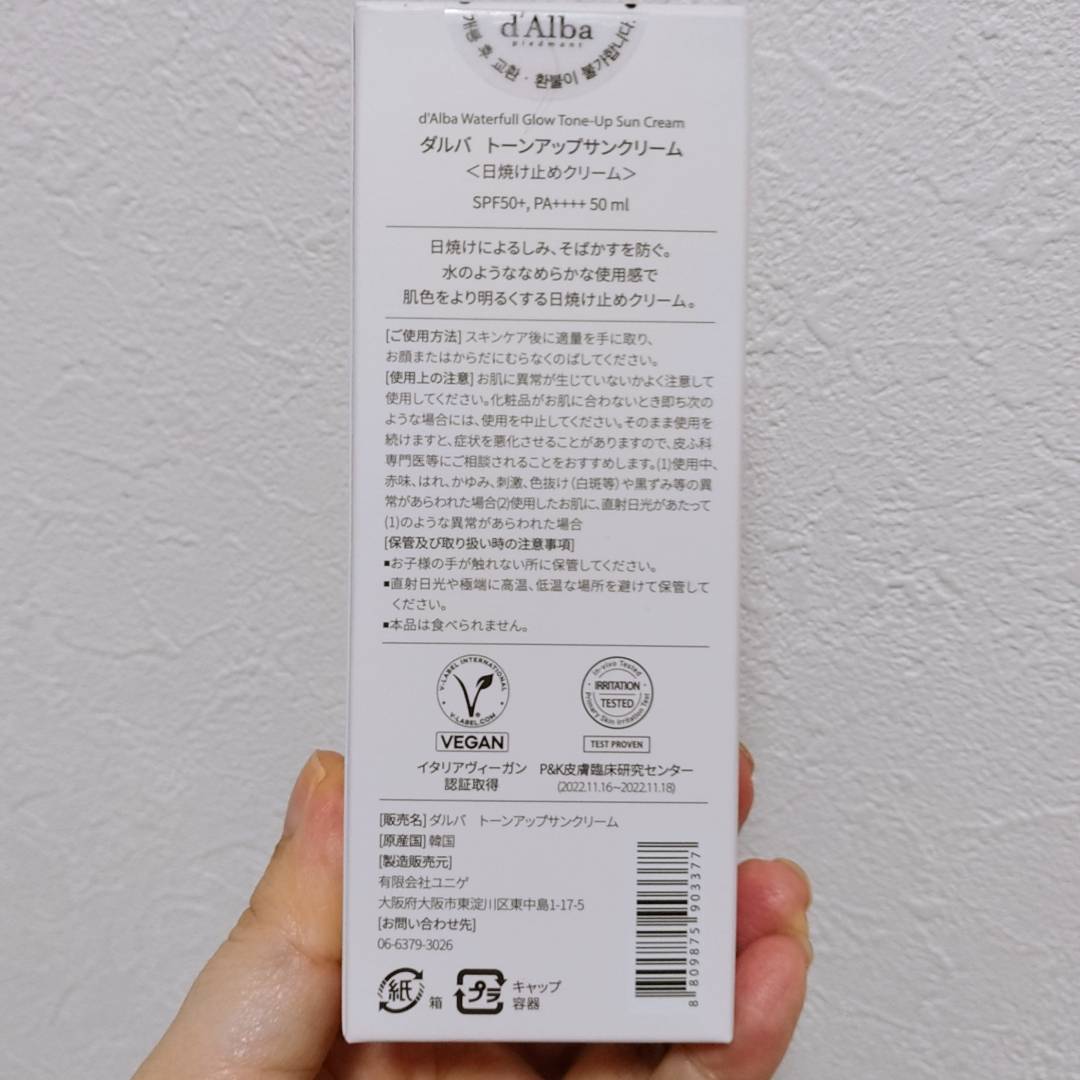 d'Alba
piedmont
개봉 후 교환 · 환불이 불가합니다.
d'Alba Waterfull Glow Tone-Up Sun Cream
ダルバ トーンアップサンクリーム
＜日焼け止めクリーム＞
SPF50+, PA++++ 50 ml
日焼けによるしみ、そばかすを防ぐ。
水のようななめらかな使用感で
肌色をより明るくする日焼け止めクリーム。
[ご使用方法] スキンケア後に適量を手に取り、
お顔またはからだにむらなくのばしてください。
[使用上の注意] お肌に異常が生じていないかよく注意して
使用してください。化粧品がお肌に合わないとき即ち次の
ような場合には、使用を中止してください。そのまま使用を
続けますと、症状を悪化させることがありますので、皮ふ科
専門医等にご相談されることをおすすめします。(1)使用中、
赤味、はれ、かゆみ、刺激、色抜け（白斑等）や黒ずみ等の異
常があらわれた場合(2)使用したお肌に、直射日光があたって
(1)のような異常があらわれた場合
[保管及び取り扱い時の注意事項]
■お子様の手が触れない所に保管してください。
■直射日光や極端に高温、低温な場所を避けて保管して
ください。
■本品は食べられません。
V-LABEL INTERNATIONAL
V-LABEL.COM
VEGAN
イタリアヴィーガン
認証取得
In-vivo Tested
IRRITATION
TESTED
Primary Skin Irritation Test
TEST PROVEN
P&K皮膚臨床研究センター
(2022.11.16~2022.11.18)
[販売名] ダルバ トーンアップサンクリーム
[原産国] 韓国
[製造販売元]
有限会社ユニゲ
大阪府大阪市東淀川区東中島1-17-5
[お問い合わせ先]
06-6379-3026
紙 箱
プラ キャップ
容器
8 809875 903377